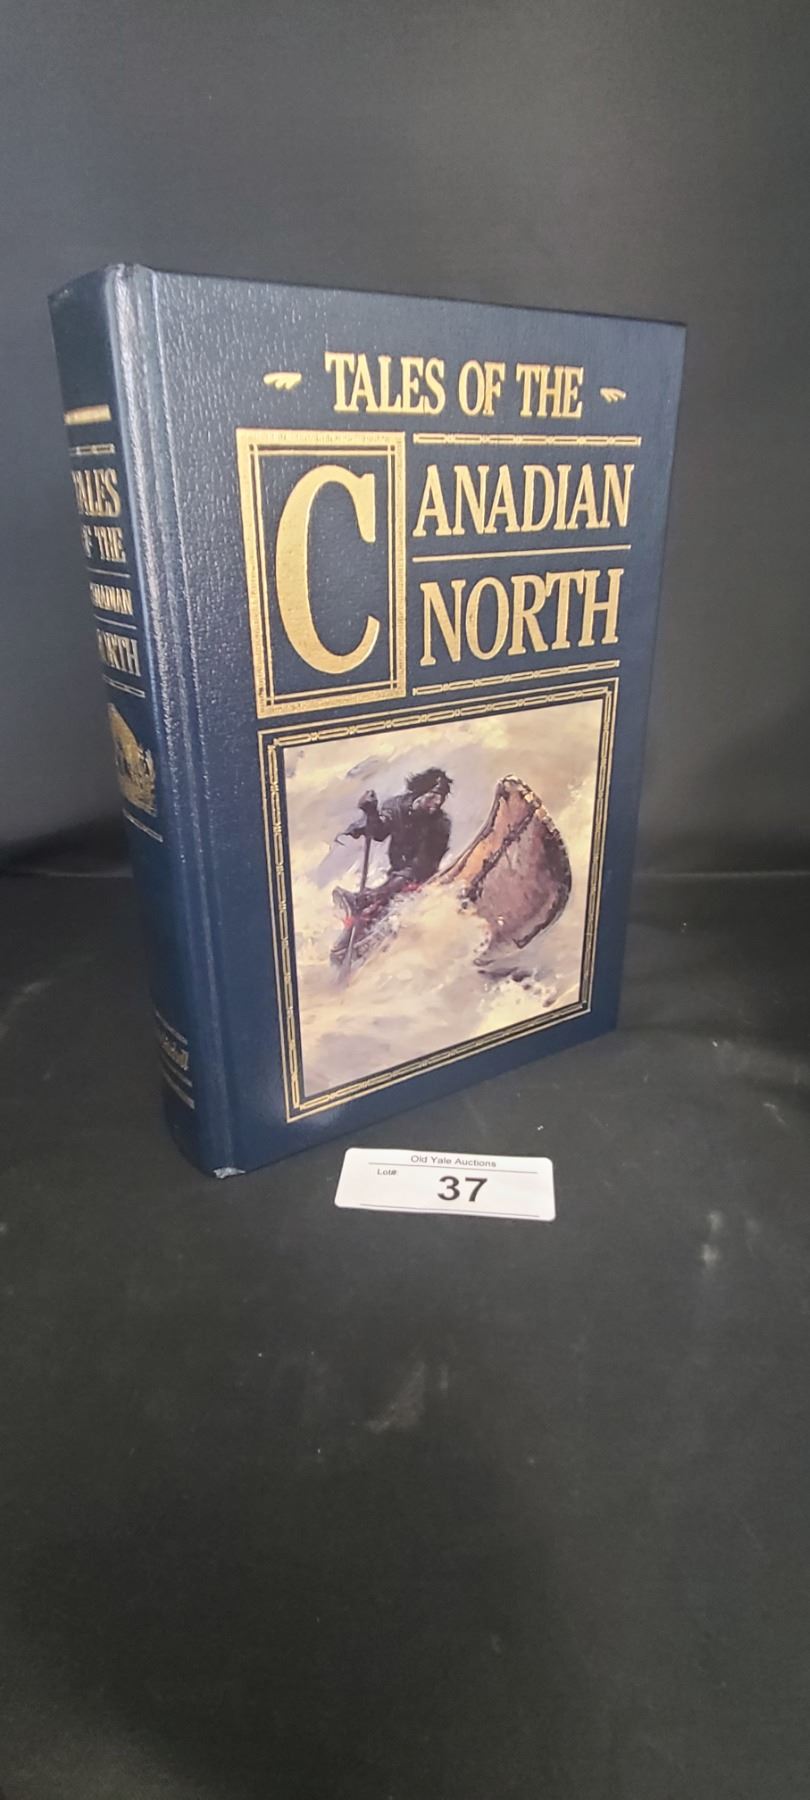 TALES OF THE
CANADIAN
NORTH
TALES
OF THE
CANADIAN
NORTH
Old Yale Auctions
Lot#:
37